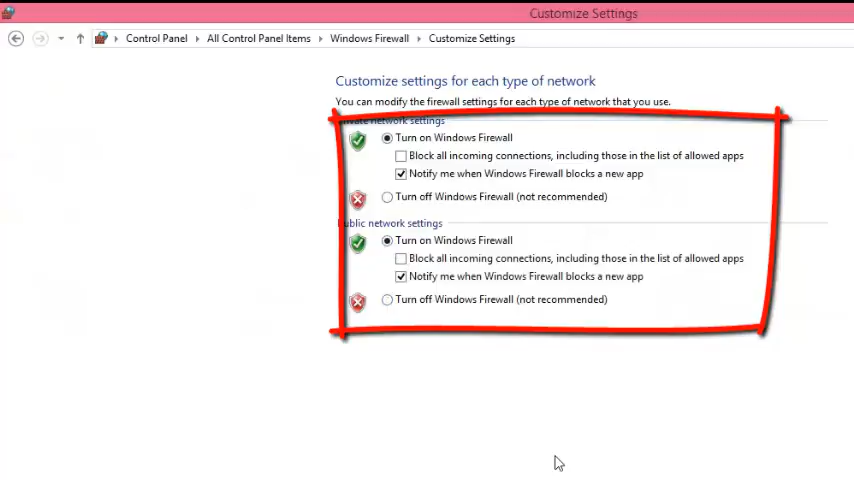 Customize Settings
Control Panel
All Control Panel Items
Windows Firewall
Customize Settings
Customize settings for each type of network
You can modify the firewall settings for each type of network that you use.
network settings
Turn on Windows Firewall
Block all incoming connections, including those in the list of allowed apps
Notify me when Windows Firewall blocks a new app
Turn off Windows Firewall (not recommended)
Public network settings
Turn on Windows Firewall
Block all incoming connections, including those in the list of allowed apps
Notify me when Windows Firewall blocks a new app
Turn off Windows Firewall (not recommended)